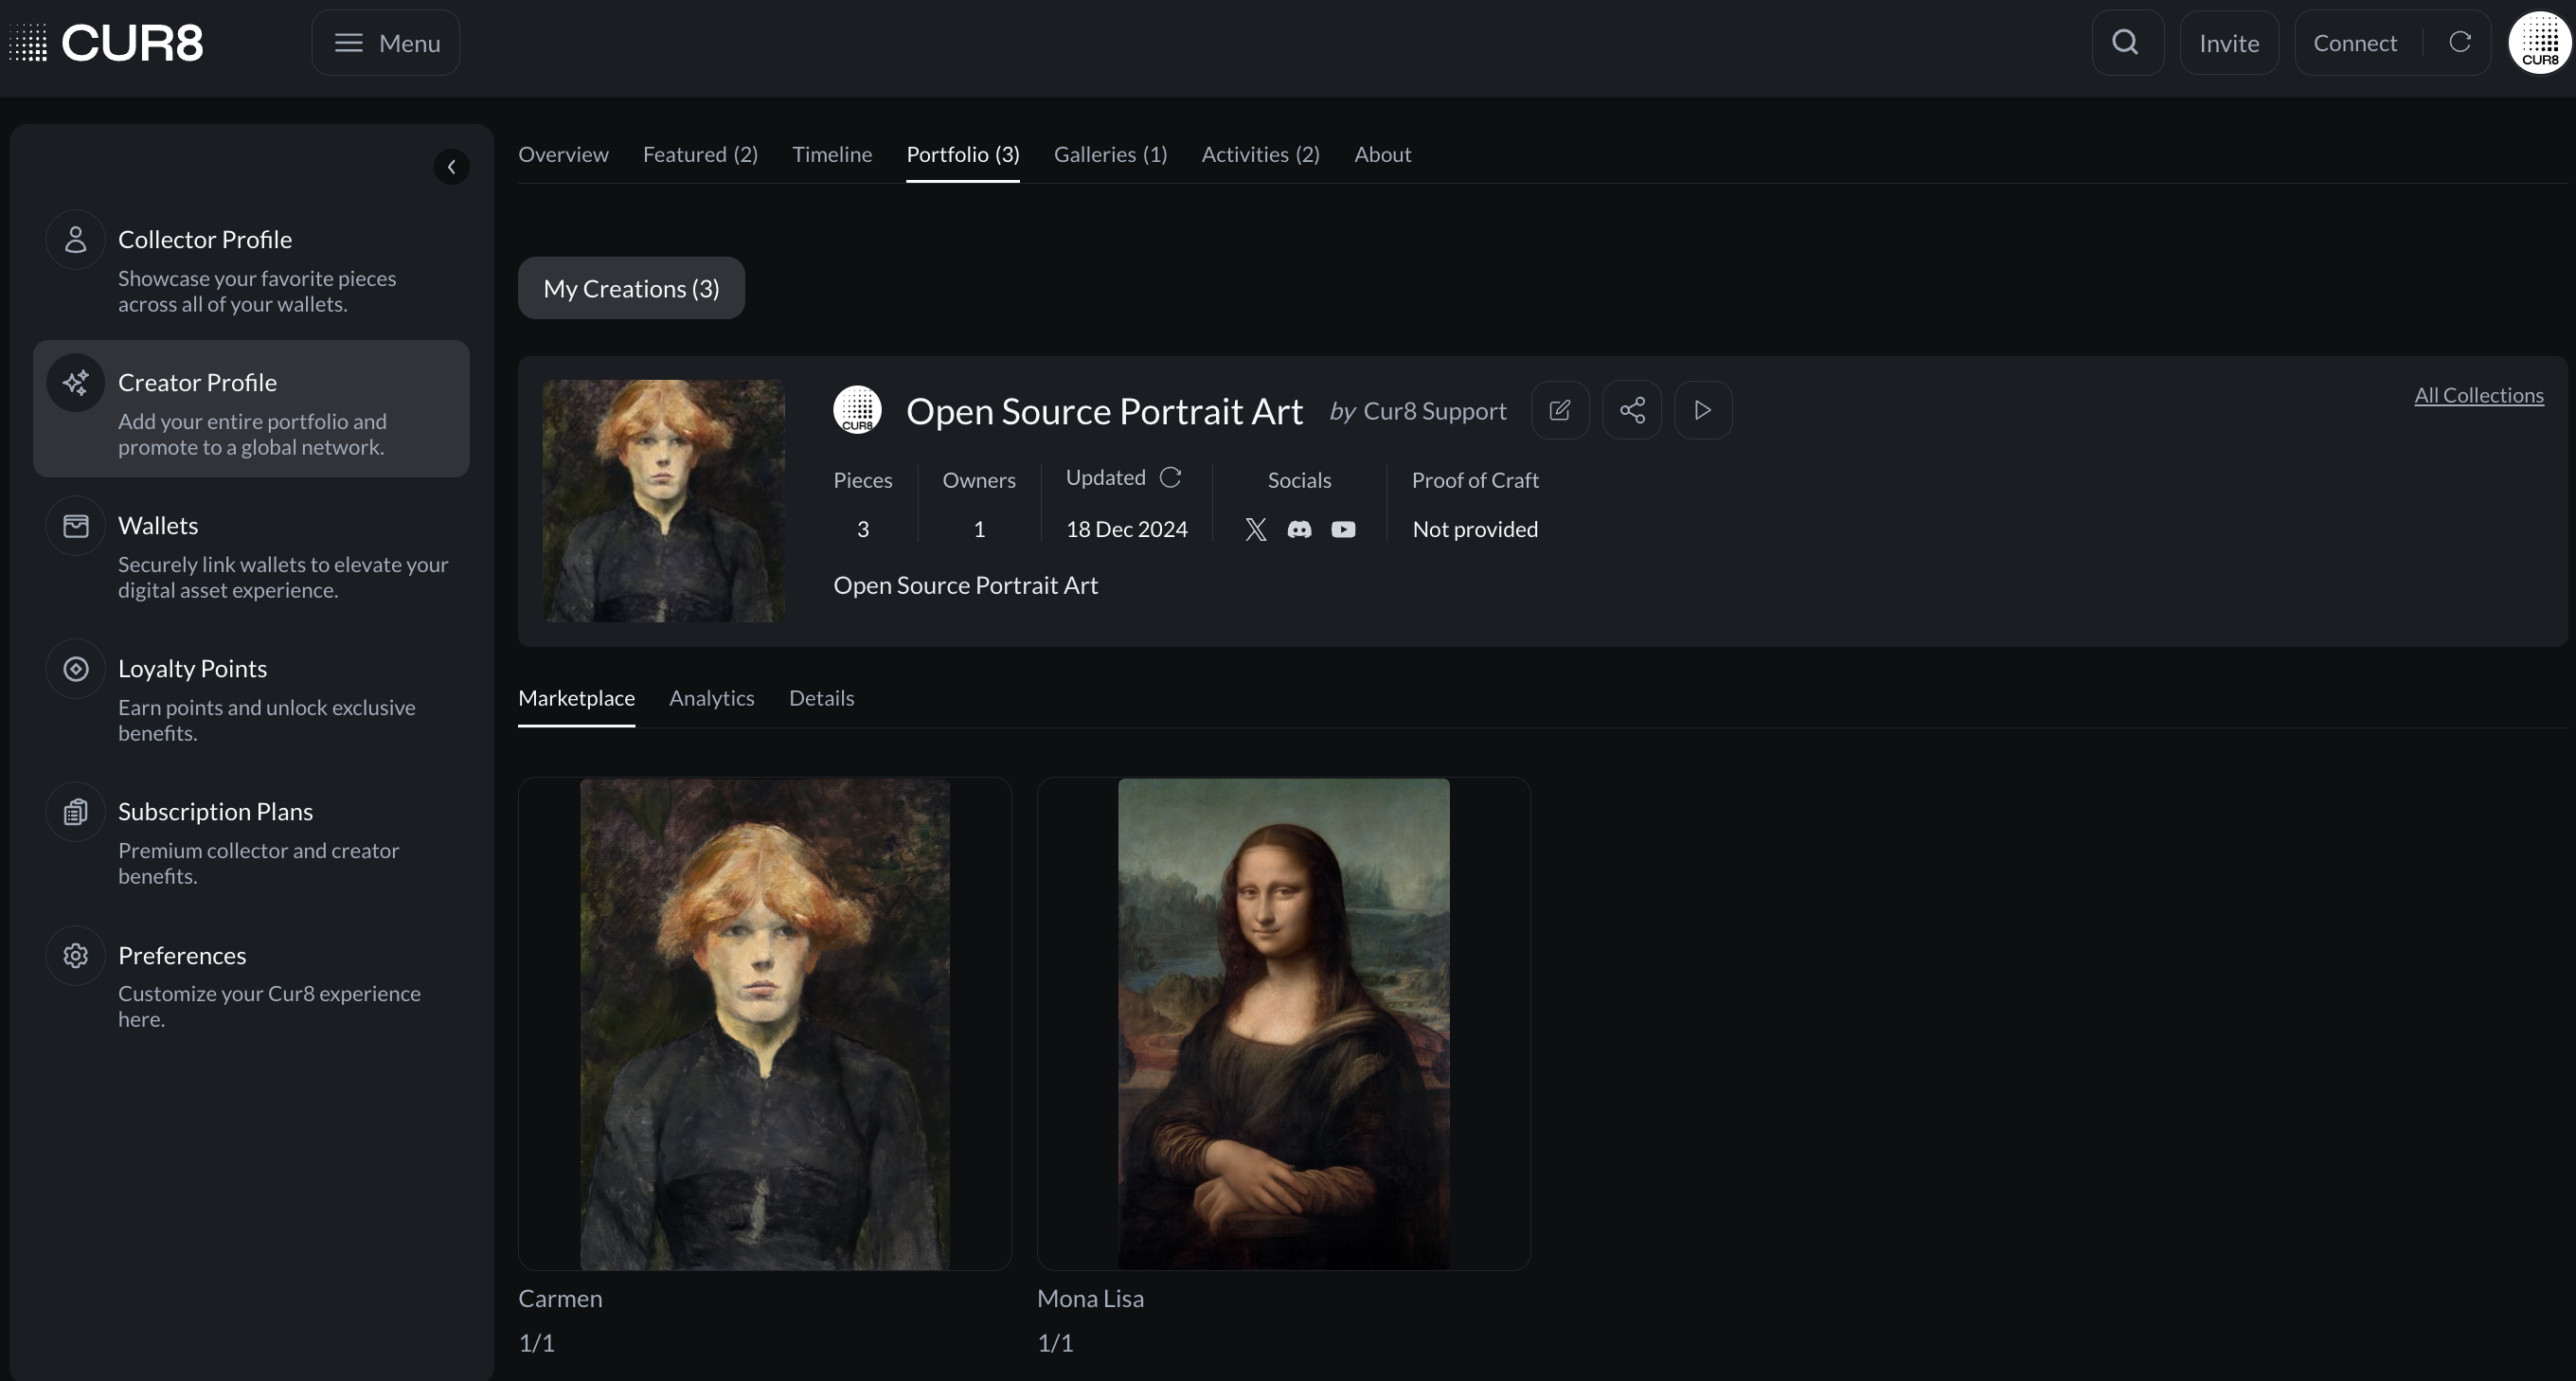 CUR8
Menu
Invite
Connect
CUR8
Collector Profile
Showcase your favorite pieces
across all of your wallets.
Creator Profile
Add your entire portfolio and
promote to a global network.
Wallets
Securely link wallets to elevate your
digital asset experience.
Loyalty Points
Earn points and unlock exclusive
benefits.
Subscription Plans
Premium collector and creator
benefits.
Preferences
Customize your Cur8 experience
here.
Overview Featured (2) Timeline Portfolio (3) Galleries (1) Activities (2) About
My Creations (3)
CUR8
Open Source Portrait Art by Cur8 Support
All Collections
Pieces Owners Updated Socials Proof of Craft
3 1 18 Dec 2024 Not provided
Open Source Portrait Art
Marketplace Analytics Details
Carmen
1/1
Mona Lisa
1/1